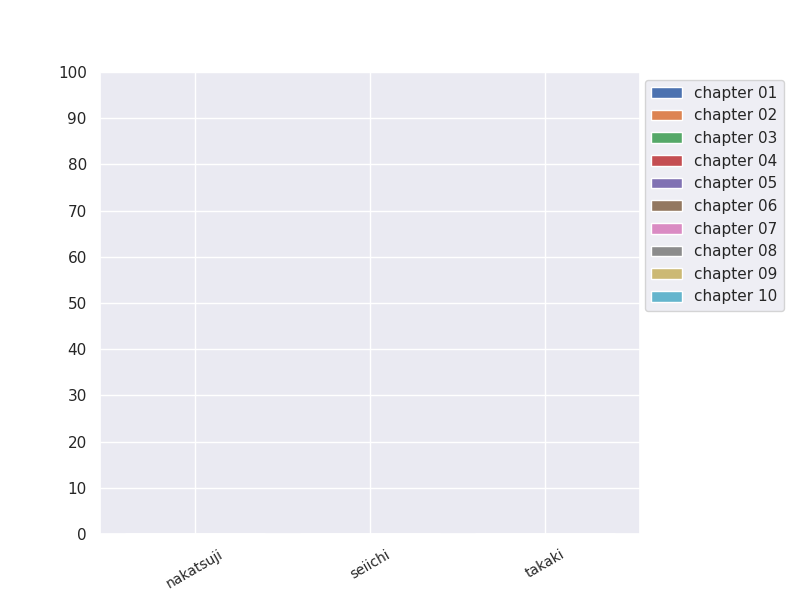 100
90
80
70
60
50
40
30
20
10
0
nakatsuji
seiichi
takaki
chapter 01
chapter 02
chapter 03
chapter 04
chapter 05
chapter 06
chapter 07
chapter 08
chapter 09
chapter 10